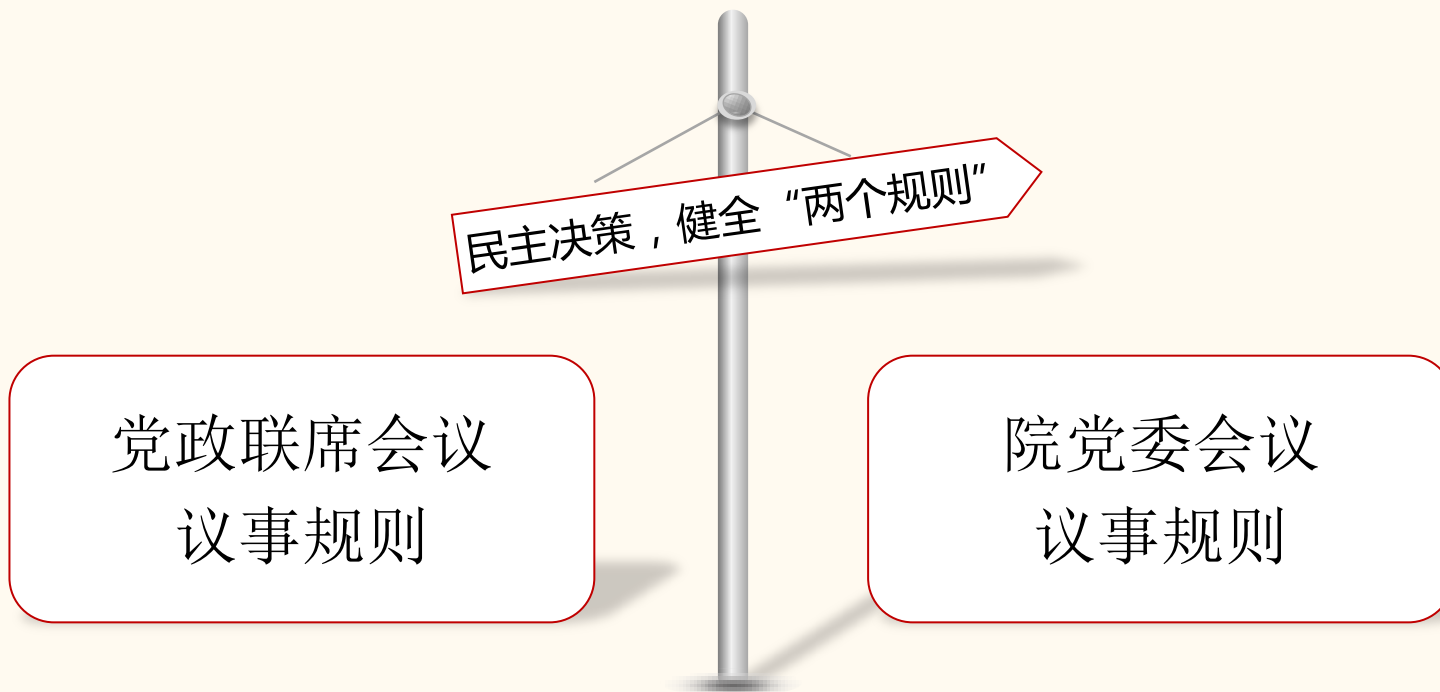 民主决策，健全“两个规则”
党政联席会议
议事规则
院党委会议
议事规则